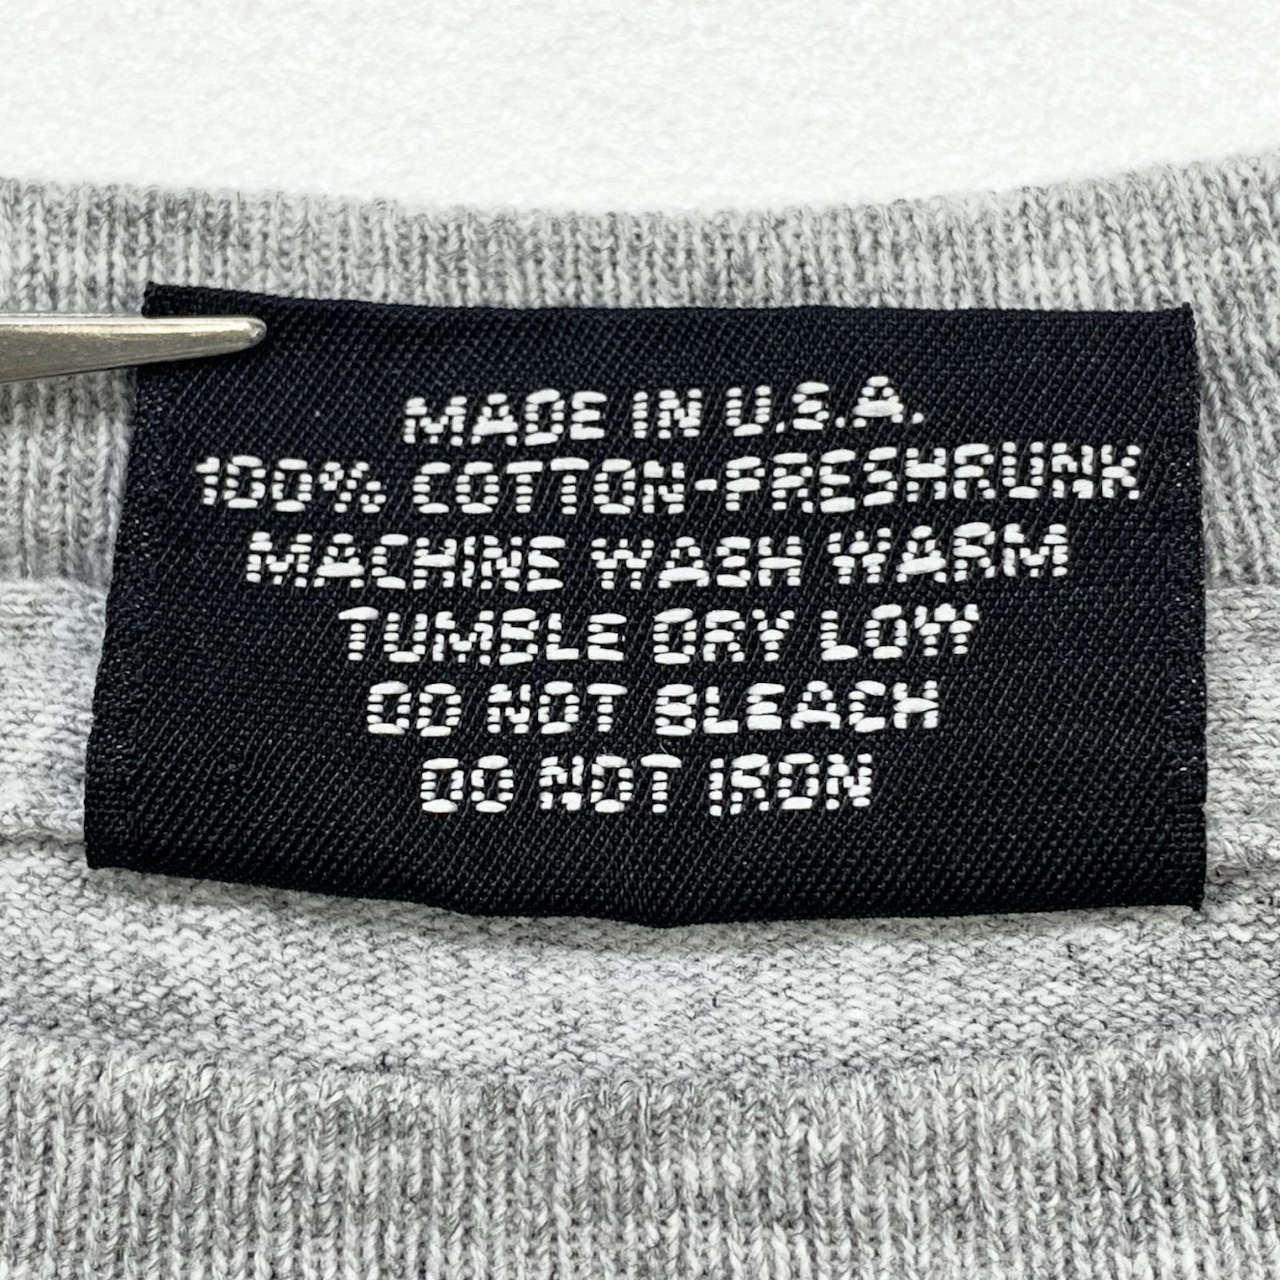 MADE IN U.S.A.
100% COTTON-PRESHRUNK
MACHINE WASH WARM
TUMBLE DRY LOW
DO NOT BLEACH
DO NOT IRON